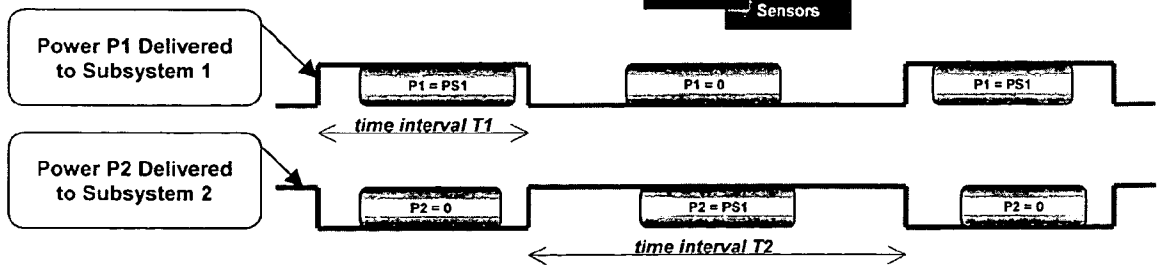 Sensors
Power P1 Delivered
to Subsystem 1
P1 = PS1
P1 = 0
P1 = PS1
time interval T1
Power P2 Delivered
to Subsystem 2
P2 = 0
P2 = PS1
P2 = 0
time interval T2